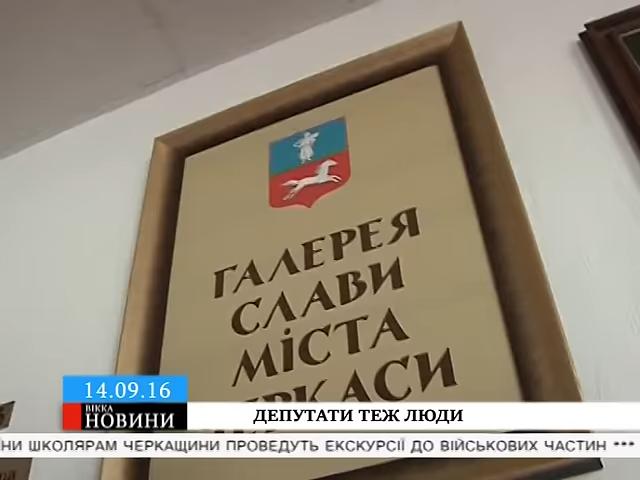 ГАЛЕРЕЯ
СЛАВИ
МІСТА
ЧЕРКАСИ
14.09.16
ВІККА
НОВИНИ
ДЕПУТАТИ ТЕЖ ЛЮДИ
ШКОЛЯРАМ ЧЕРКАЩИНИ ПРОВЕДУТЬ ЕКСКУРСІЇ ДО ВІЙСЬКОВИХ ЧАСТИН ***